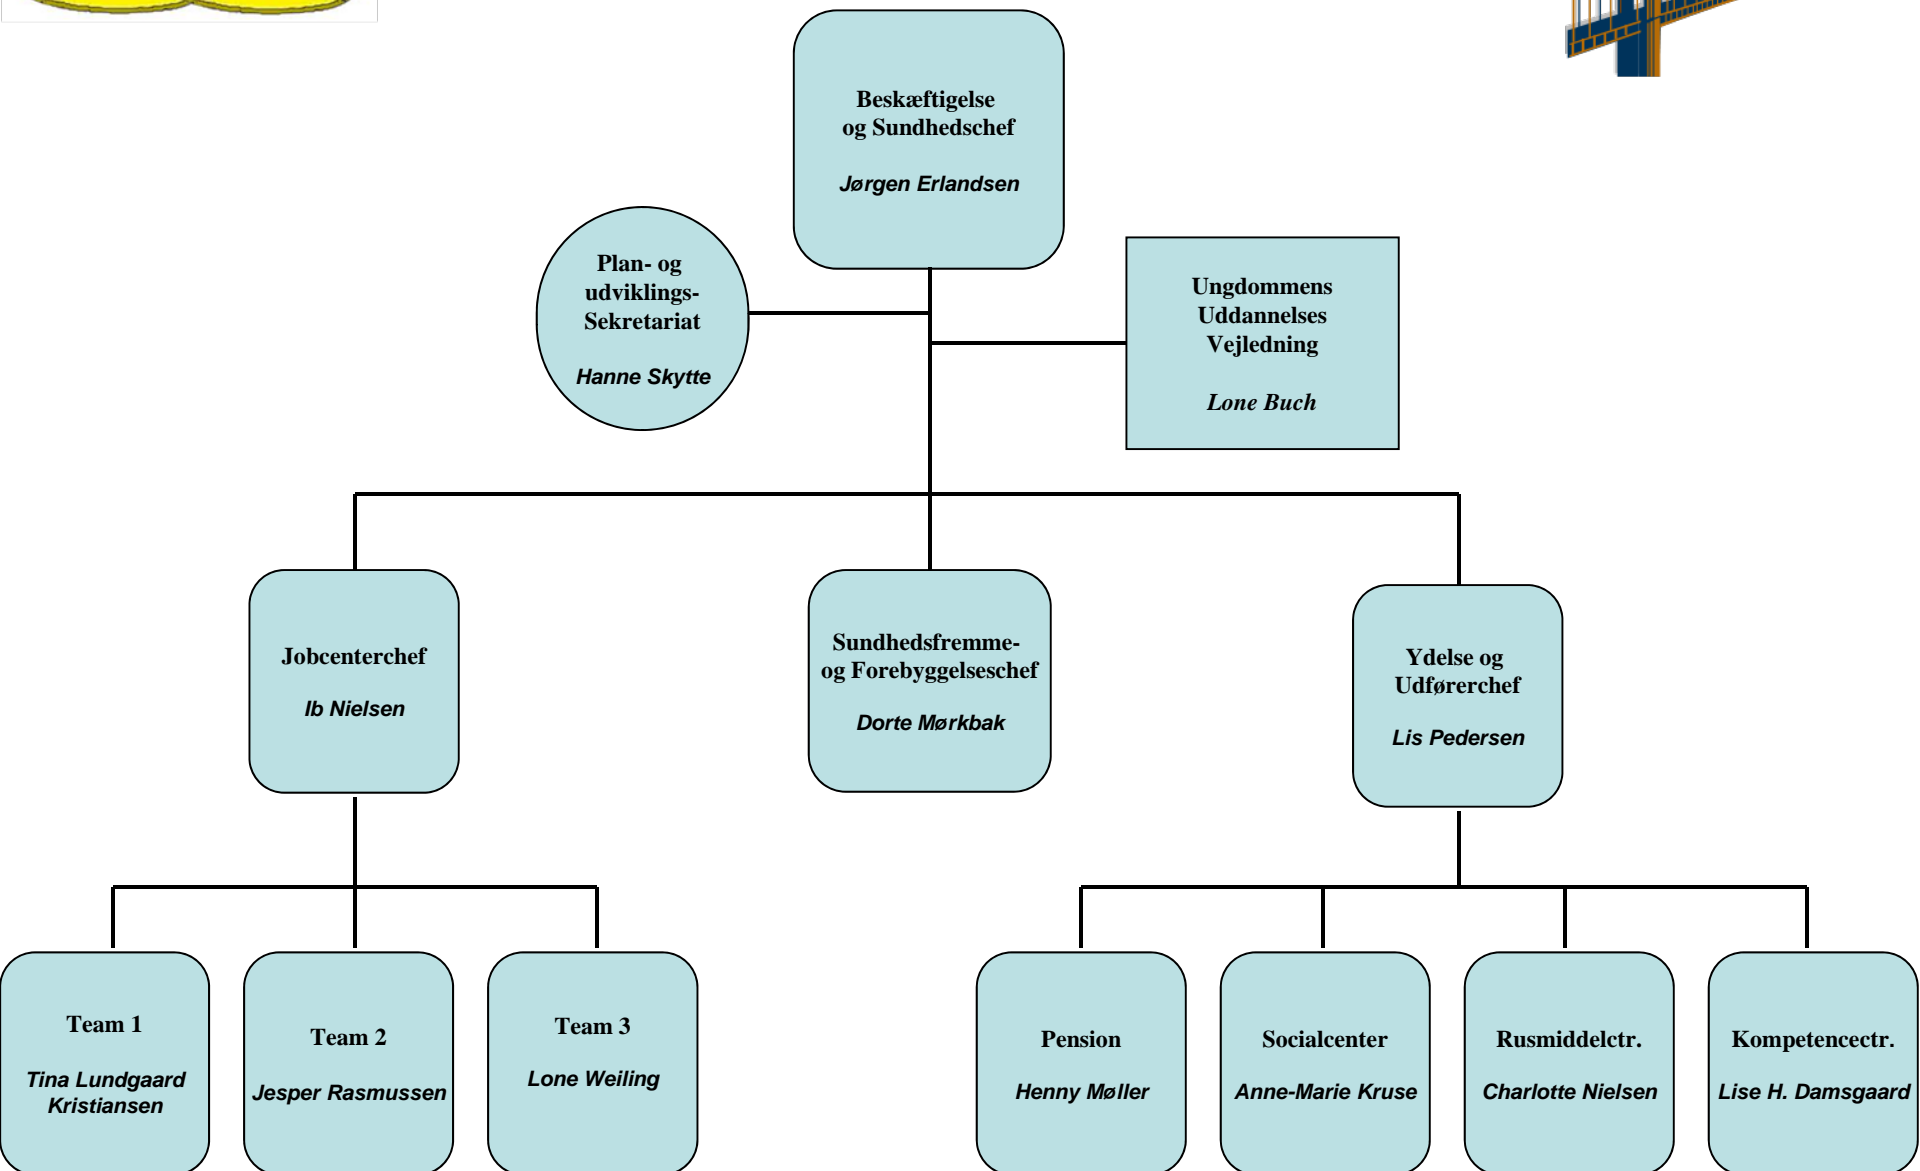 Beskæftigelse
og Sundhedschef
Jørgen Erlandsen
Plan- og
udviklings-
Sekretariat
Hanne Skytte
Ungdommens
Uddannelses
Vejledning
Lone Buch
Jobcenterchef
Ib Nielsen
Sundhedsfremme-
og Forebyggelseschef
Dorte Mørkbak
Ydelse og
Udførerchef
Lis Pedersen
Team 1
Tina Lundgaard
Kristiansen
Team 2
Jesper Rasmussen
Team 3
Lone Weiling
Pension
Henny Møller
Socialcenter
Anne-Marie Kruse
Rusmiddelctr.
Charlotte Nielsen
Kompetencectr.
Lise H. Damsgaard